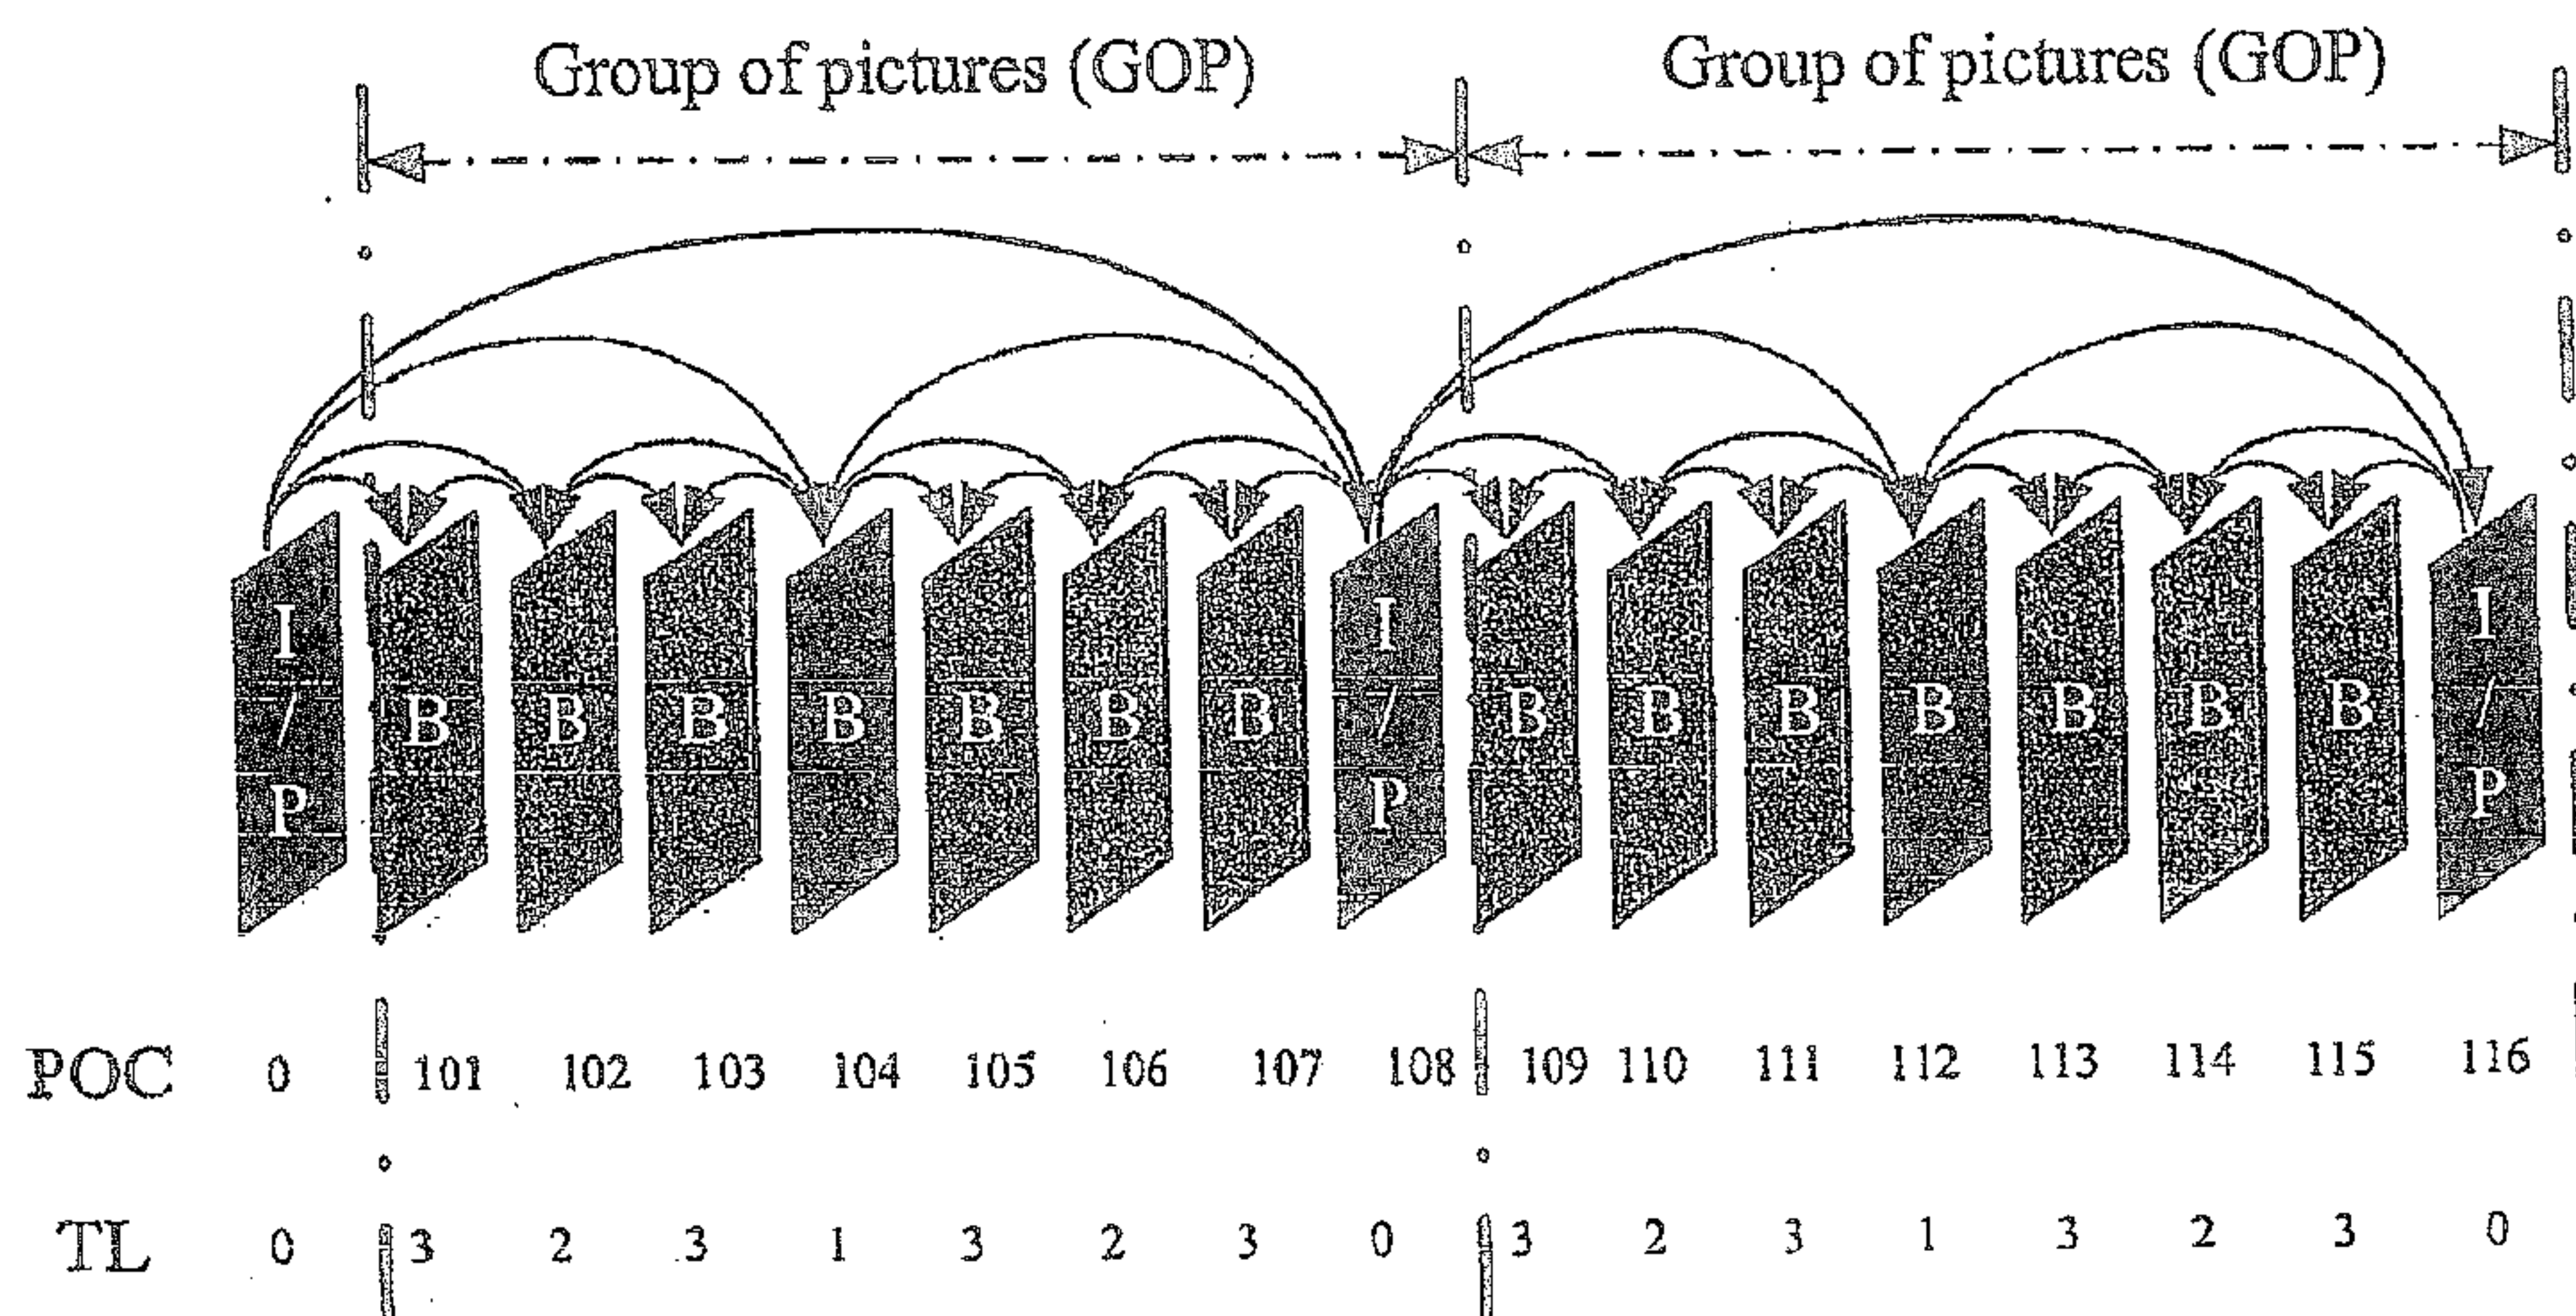 Group of pictures (GOP) Group of pictures (GOP)
I / P B B B B B B B I / P B B B B B B B I / P
POC 0 101 102 103 104 105 106 107 108 109 110 111 112 113 114 115 116
TL 0 3 2 3 1 3 2 3 0 3 2 3 1 3 2 3 0